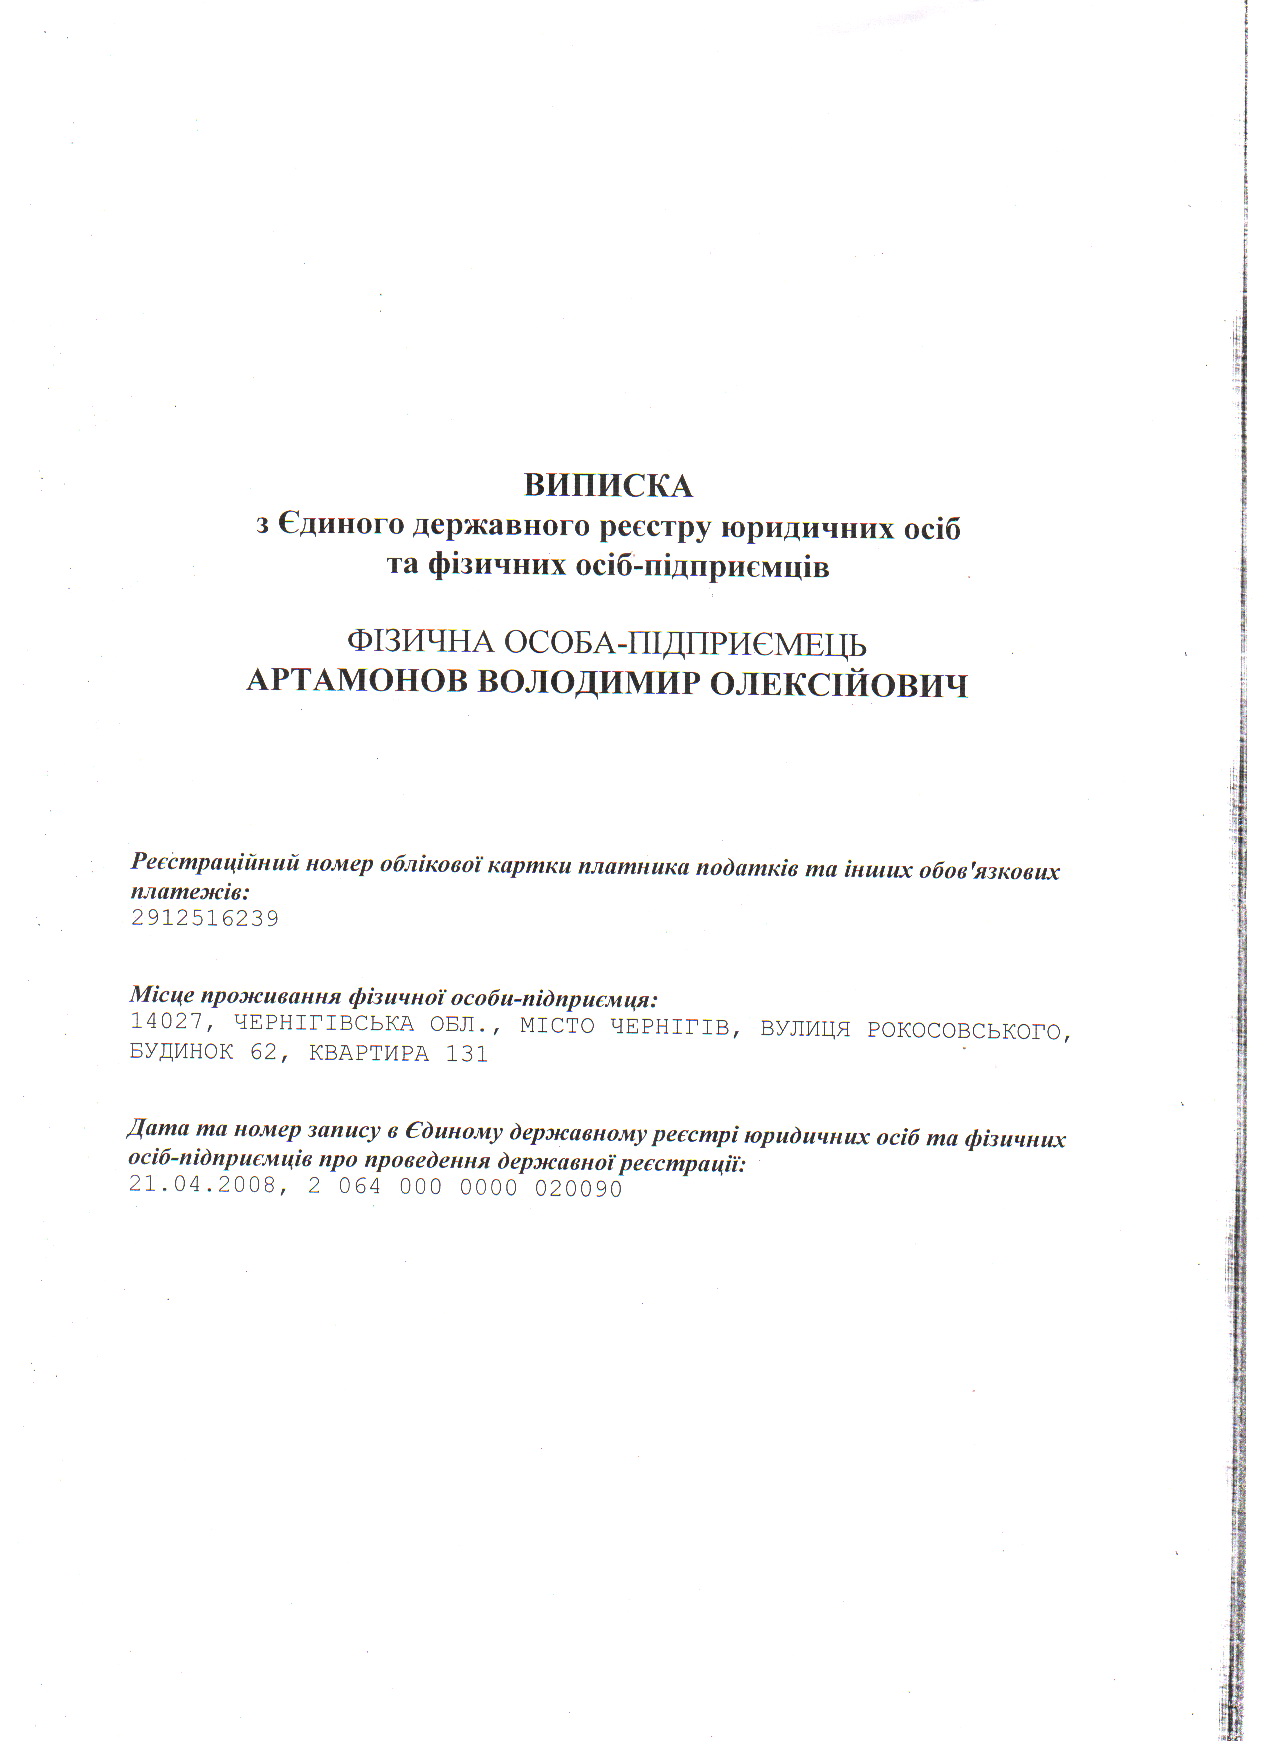 ВИПИСКА
з Єдиного державного реєстру юридичних осіб
та фізичних осіб-підприємців
ФІЗИЧНА ОСОБА-ПІДПРИЄМЕЦЬ
АРТАМОНОВ ВОЛОДИМИР ОЛЕКСІЙОВИЧ
Реєстраційний номер облікової картки платника податків та інших обов'язкових
платежів:
2912516239
Місце проживання фізичної особи-підприємця:
14027, ЧЕРНІГІВСЬКА ОБЛ., МІСТО ЧЕРНІГІВ, ВУЛИЦЯ РОКОСОВСЬКОГО,
БУДИНОК 62, КВАРТИРА 131
Дата та номер запису в Єдиному державному реєстрі юридичних осіб та фізичних
осіб-підприємців про проведення державної реєстрації:
21.04.2008, 2 064 000 0000 020090